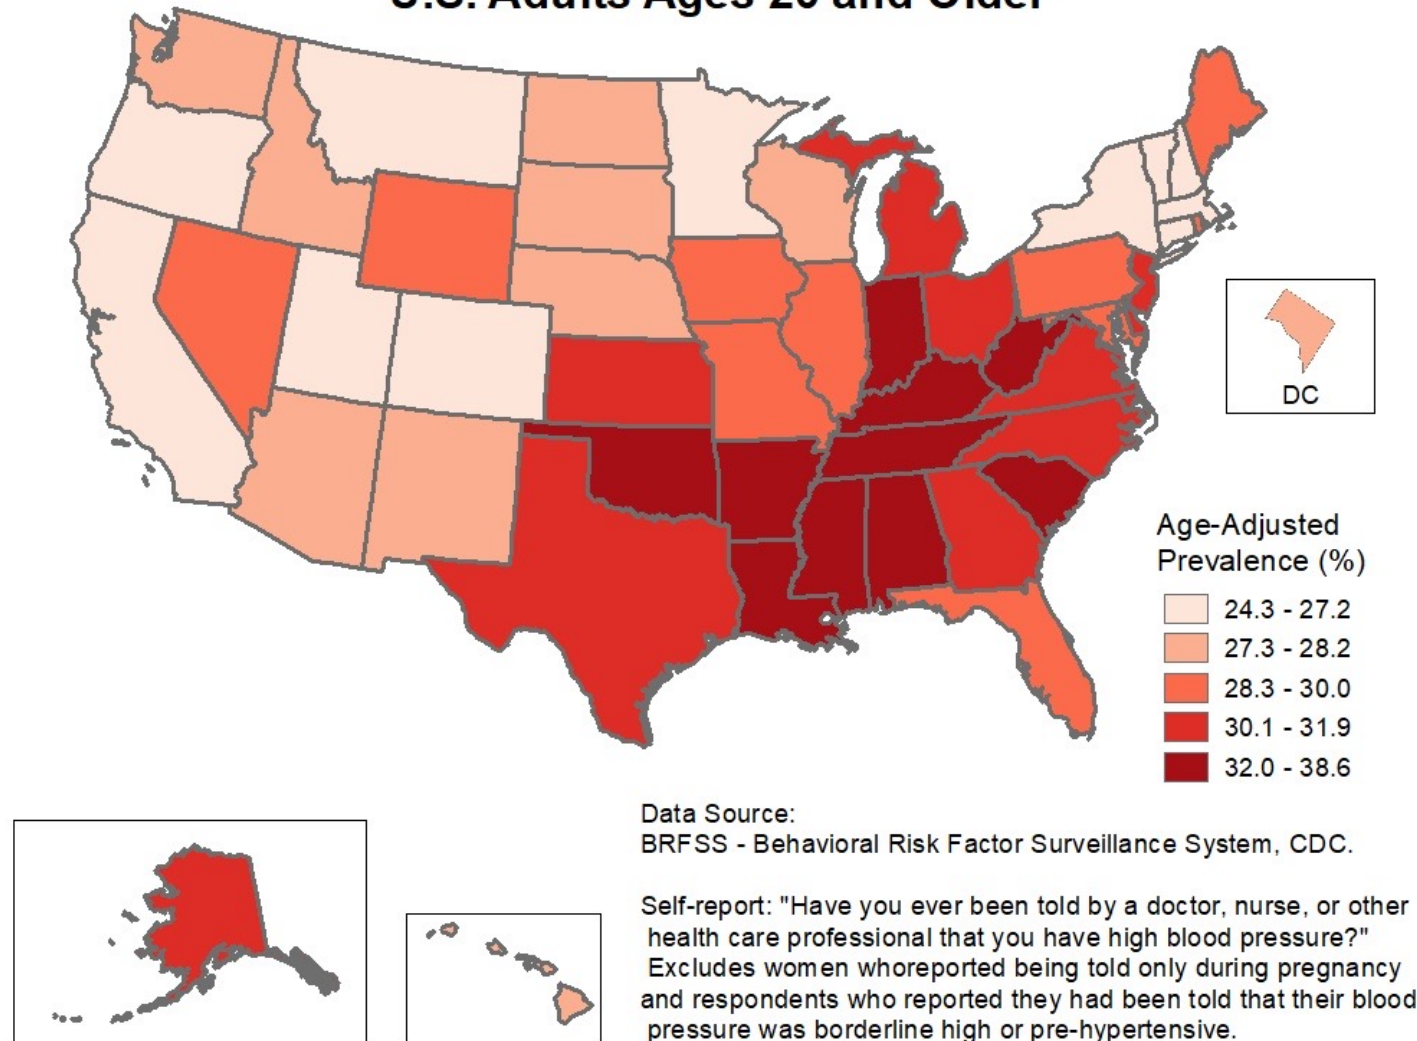 U.S. Adults Ages 20 and Older
DC
Age-Adjusted
Prevalence (%)
24.3 - 27.2
27.3 - 28.2
28.3 - 30.0
30.1 - 31.9
32.0 - 38.6
Data Source:
BRFSS - Behavioral Risk Factor Surveillance System, CDC.
Self-report: "Have you ever been told by a doctor, nurse, or other
health care professional that you have high blood pressure?"
Excludes women whoreported being told only during pregnancy
and respondents who reported they had been told that their blood
pressure was borderline high or pre-hypertensive.